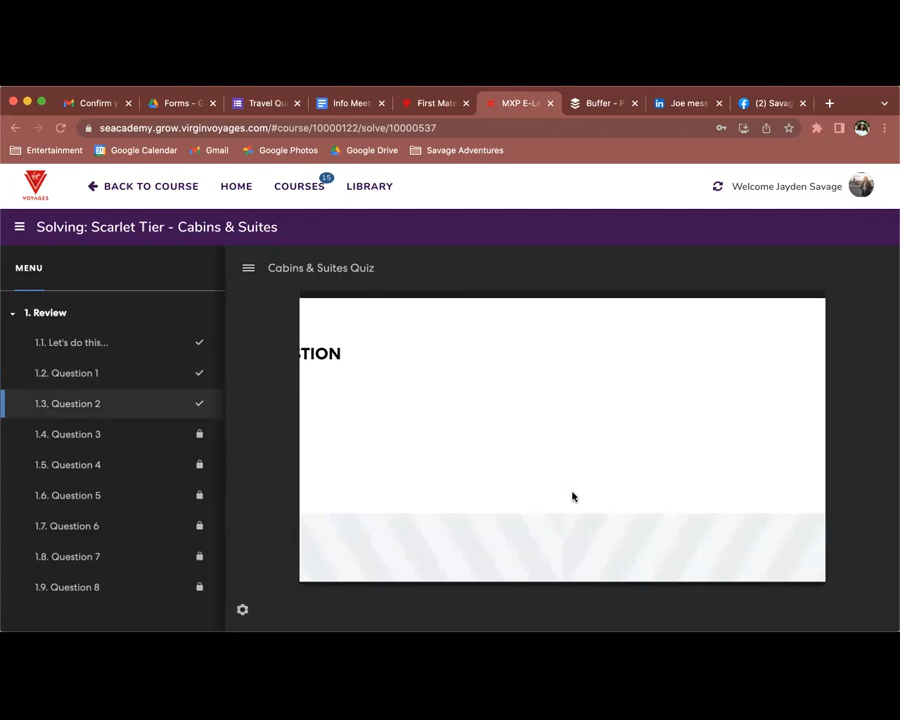 Confirm y
Forms - G
Travel Qu
Info Meet
First Mate
MXP E-Le
Buffer - P
Joe mess
(2) Savag
seacademy.grow.virginvoyages.com/#course/10000122/solve/10000537
Entertainment
Google Calendar
Gmail
Google Photos
Google Drive
Savage Adventures
VOYAGES
BACK TO COURSE
HOME
COURSES
15
LIBRARY
Welcome Jayden Savage
Solving: Scarlet Tier - Cabins & Suites
MENU
Cabins & Suites Quiz
1. Review
1.1. Let's do this...
1.2. Question 1
1.3. Question 2
1.4. Question 3
1.5. Question 4
1.6. Question 5
1.7. Question 6
1.8. Question 7
1.9. Question 8
STION